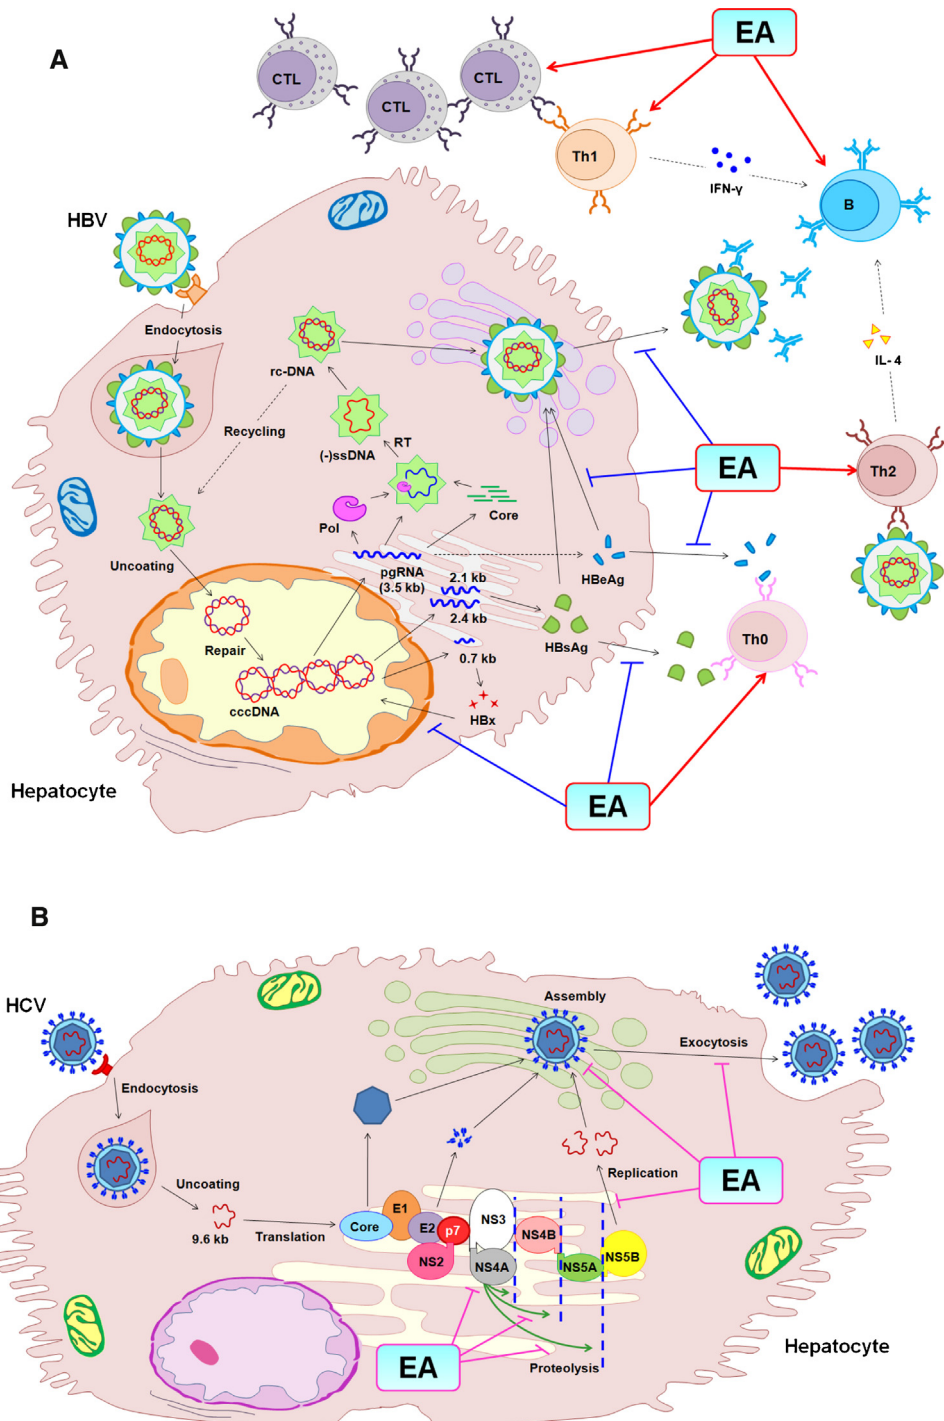 A
EA
CTL
CTL
CTL
Th1
IFN-γ
B
HBV
Endocytosis
rc-DNA
IL-4
Recycling
RT
(-)ssDNA
EA
Th2
Pol
Core
Uncoating
pgRNA
(3.5 kb)
2.1 kb
HBeAg
2.4 kb
Repair
HBsAg
Th0
0.7 kb
cccDNA
HBx
Hepatocyte
EA
B
HCV
Assembly
Exocytosis
Endocytosis
Uncoating
Replication
EA
9.6 kb
Translation
Core
E1
E2
p7
NS3
NS4B
NS2
NS4A
NS5A
NS5B
EA
Proteolysis
Hepatocyte